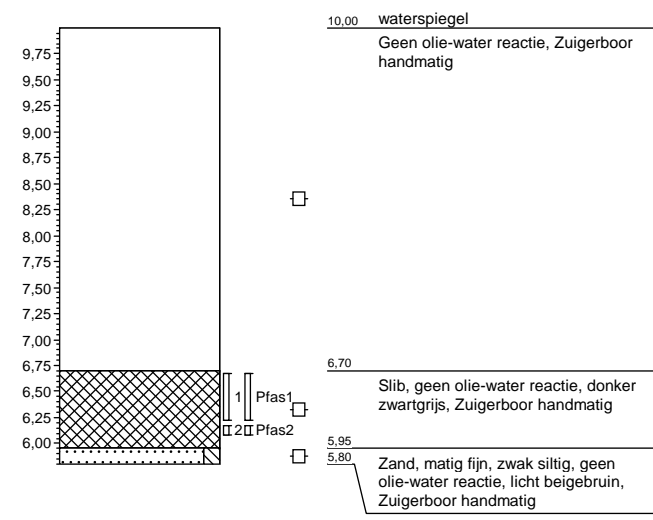 10,00 waterspiegel
Geen olie-water reactie, Zuigerboor
handmatig
9,75
9,50
9,25
9,00
8,75
8,50
8,25
8,00
7,75
7,50
7,25
7,00
6,75
6,50
6,25
6,00
1 Pfas1
2 Pfas2
6,70
Slib, geen olie-water reactie, donker
zwartgrijs, Zuigerboor handmatig
5,95
5,80
Zand, matig fijn, zwak siltig, geen
olie-water reactie, licht beigebruin,
Zuigerboor handmatig